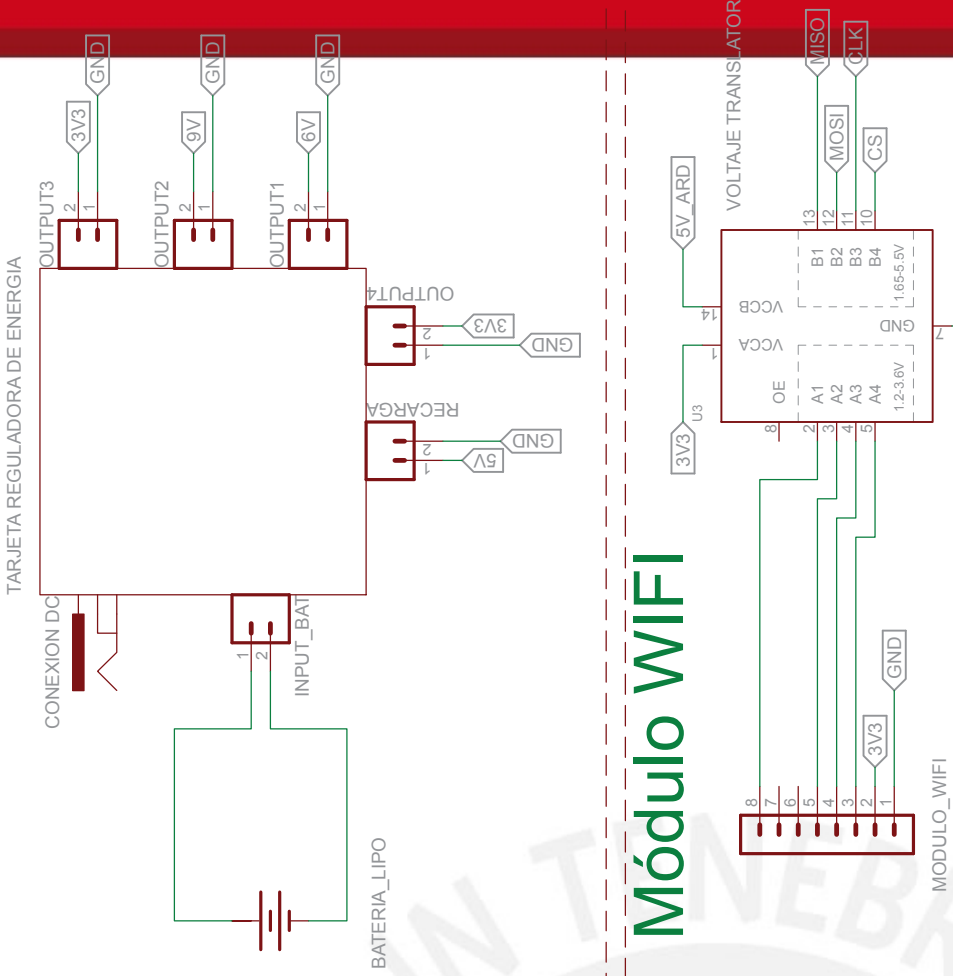 TARJETA REGULADORA DE ENERGIA
OUTPUT3
2
1
3V3
GND
OUTPUT2
2
1
9V
GND
OUTPUT1
2
1
6V
GND
OUTPUT4
2
1
3V3
GND
RECARGA
2
1
GND
5V
CONEXION DC
INPUT_BAT
1
2
BATERIA_LIPO
Módulo WIFI
VOLTAJE TRANSLATOR
MISO
MOSI
CLK
CS
13
12
11
10
B1
B2
B3
B4
1.65-5.5V
5V_ARD
14
VCCB
3V3
1
VCCA
U3
GND
7
OE
A1
A2
A3
A4
1.2-3.6V
8
2
3
4
5
8
7
6
5
4
3
2
1
3V3
GND
MODULO_WIFI
IN TENEBR